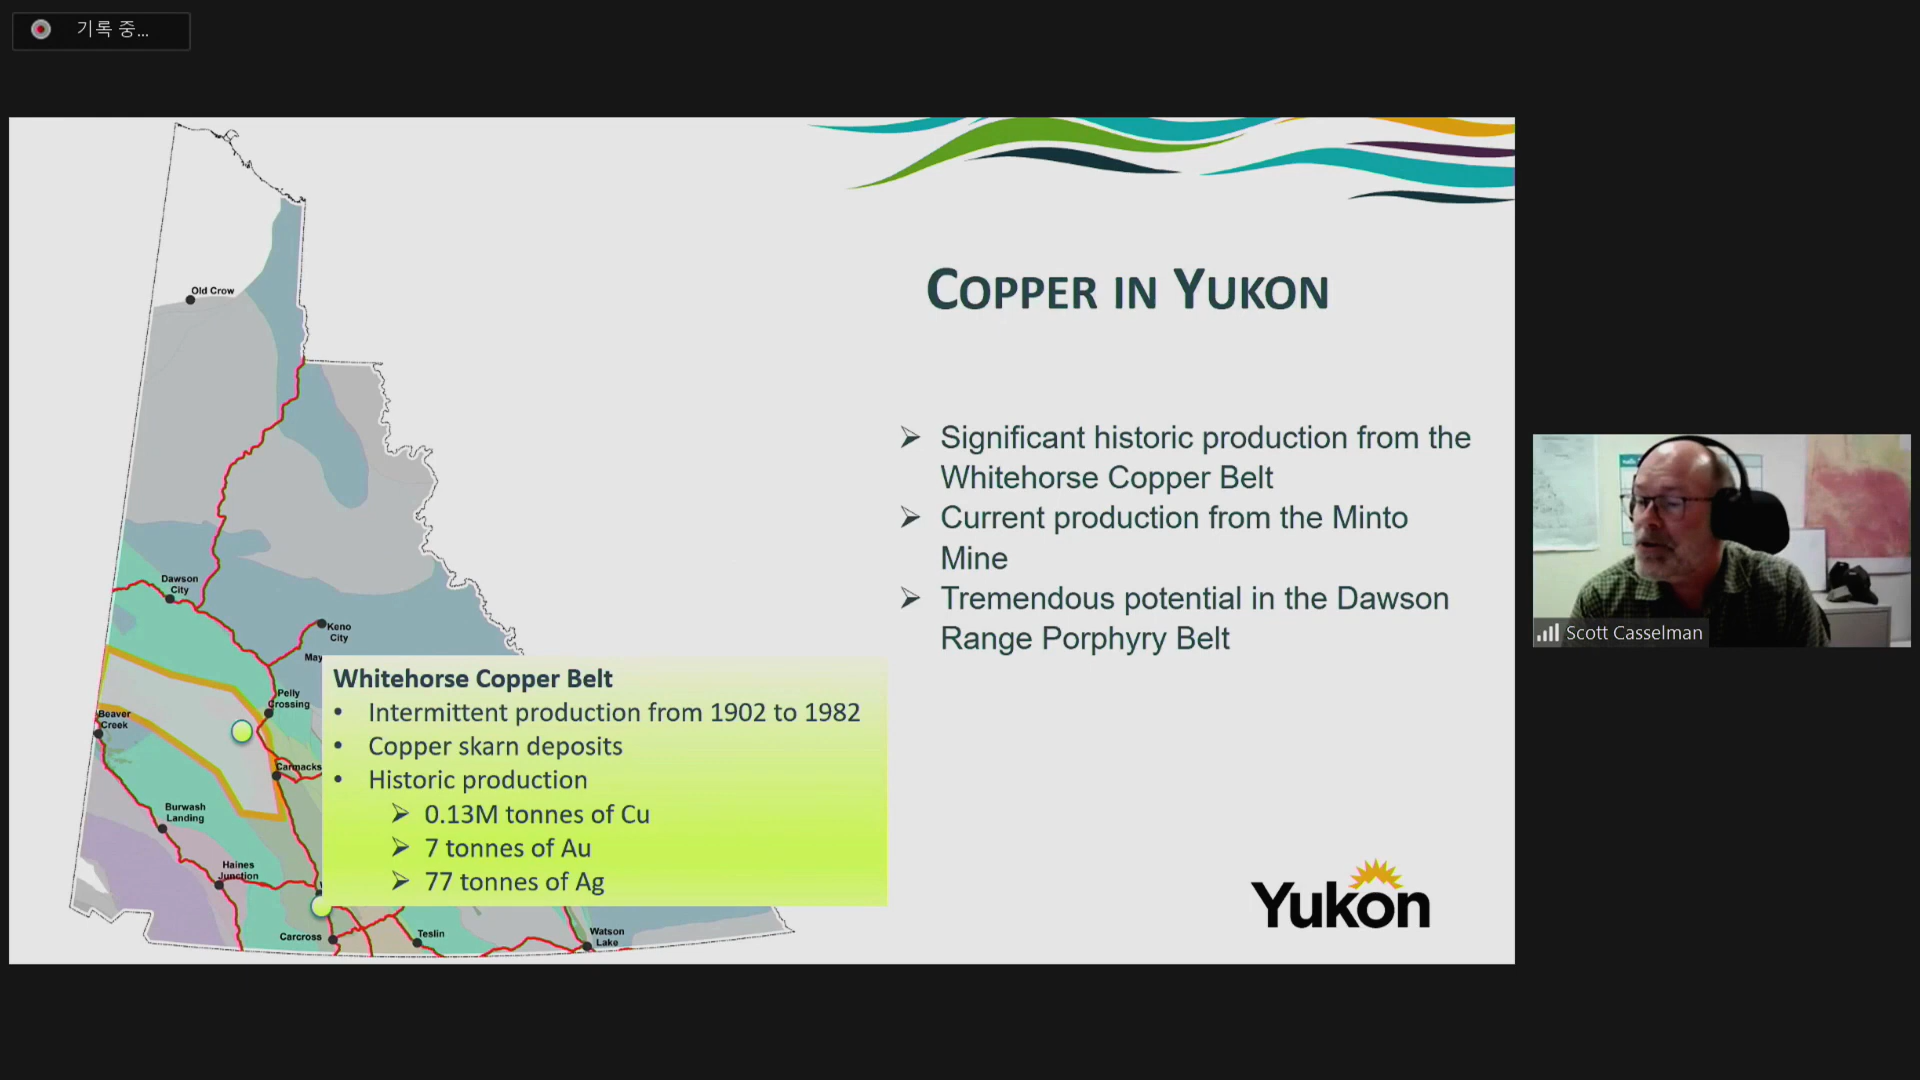 기록 중...
COPPER IN YUKON
Significant historic production from the
Whitehorse Copper Belt
Current production from the Minto
Mine
Tremendous potential in the Dawson
Range Porphyry Belt
Old Crow
Dawson
City
Keno
City
May
Pelly
Crossing
Beaver
Creek
Carmacks
Burwash
Landing
Haines
Junction
Carcross
Teslin
Watson
Lake
Whitehorse Copper Belt
• Intermittent production from 1902 to 1982
• Copper skarn deposits
• Historic production
0.13M tonnes of Cu
7 tonnes of Au
77 tonnes of Ag
Yukon
Scott Casselman